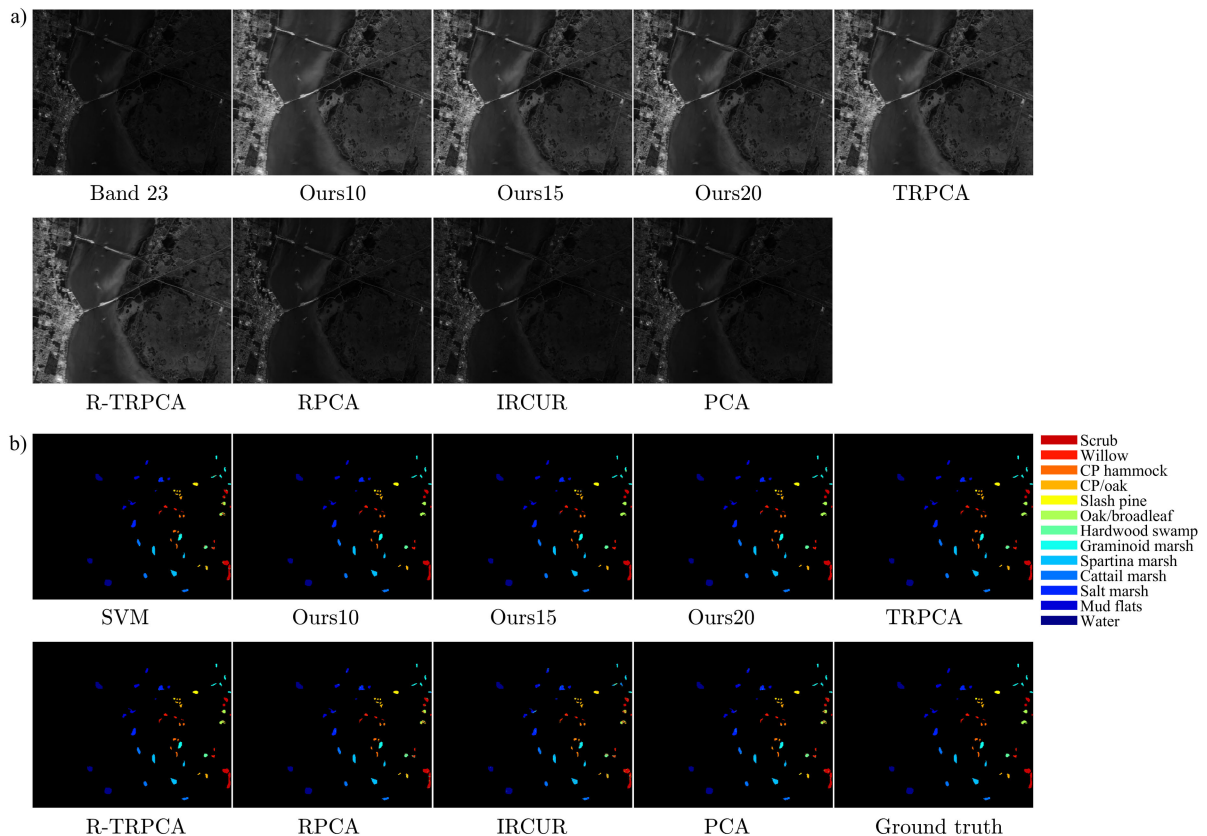 a)
Band 23 Ours10 Ours15 Ours20 TRPCA
R-TRPCA RPCA IRCUR PCA
b)
Scrub
Willow
CP hammock
CP/oak
Slash pine
Oak/broadleaf
Hardwood swamp
Graminoid marsh
Spartina marsh
Cattail marsh
Salt marsh
Mud flats
Water
SVM Ours10 Ours15 Ours20 TRPCA
R-TRPCA RPCA IRCUR PCA Ground truth